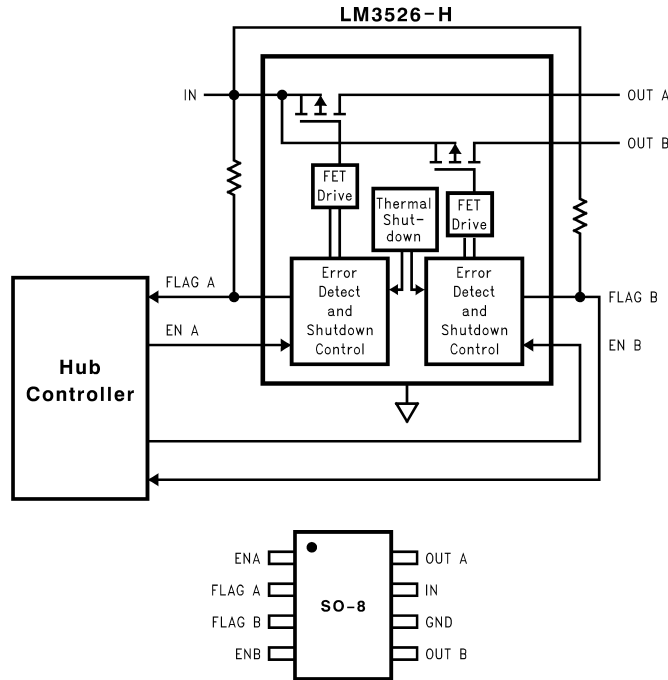 LM3526-H
IN
OUT A
OUT B
FET
Drive
Thermal
Shut-
down
FET
Drive
FLAG A
Error
Detect
and
Shutdown
Control
Error
Detect
and
Shutdown
Control
FLAG B
EN A
EN B
Hub
Controller
ENA
OUT A
FLAG A
IN
SO-8
FLAG B
GND
ENB
OUT B